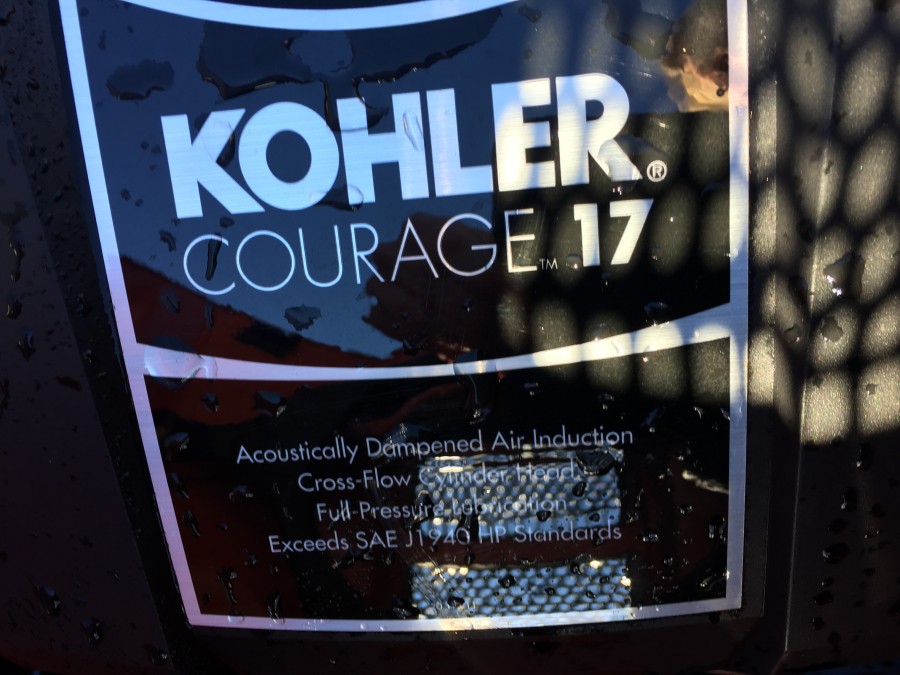 KOHLER®
COURAGE™ 17
Acoustically Dampened Air Induction
Cross-Flow Cylinder Head
Full-Pressure Lubrication
Exceeds SAE J1940 HP Standards